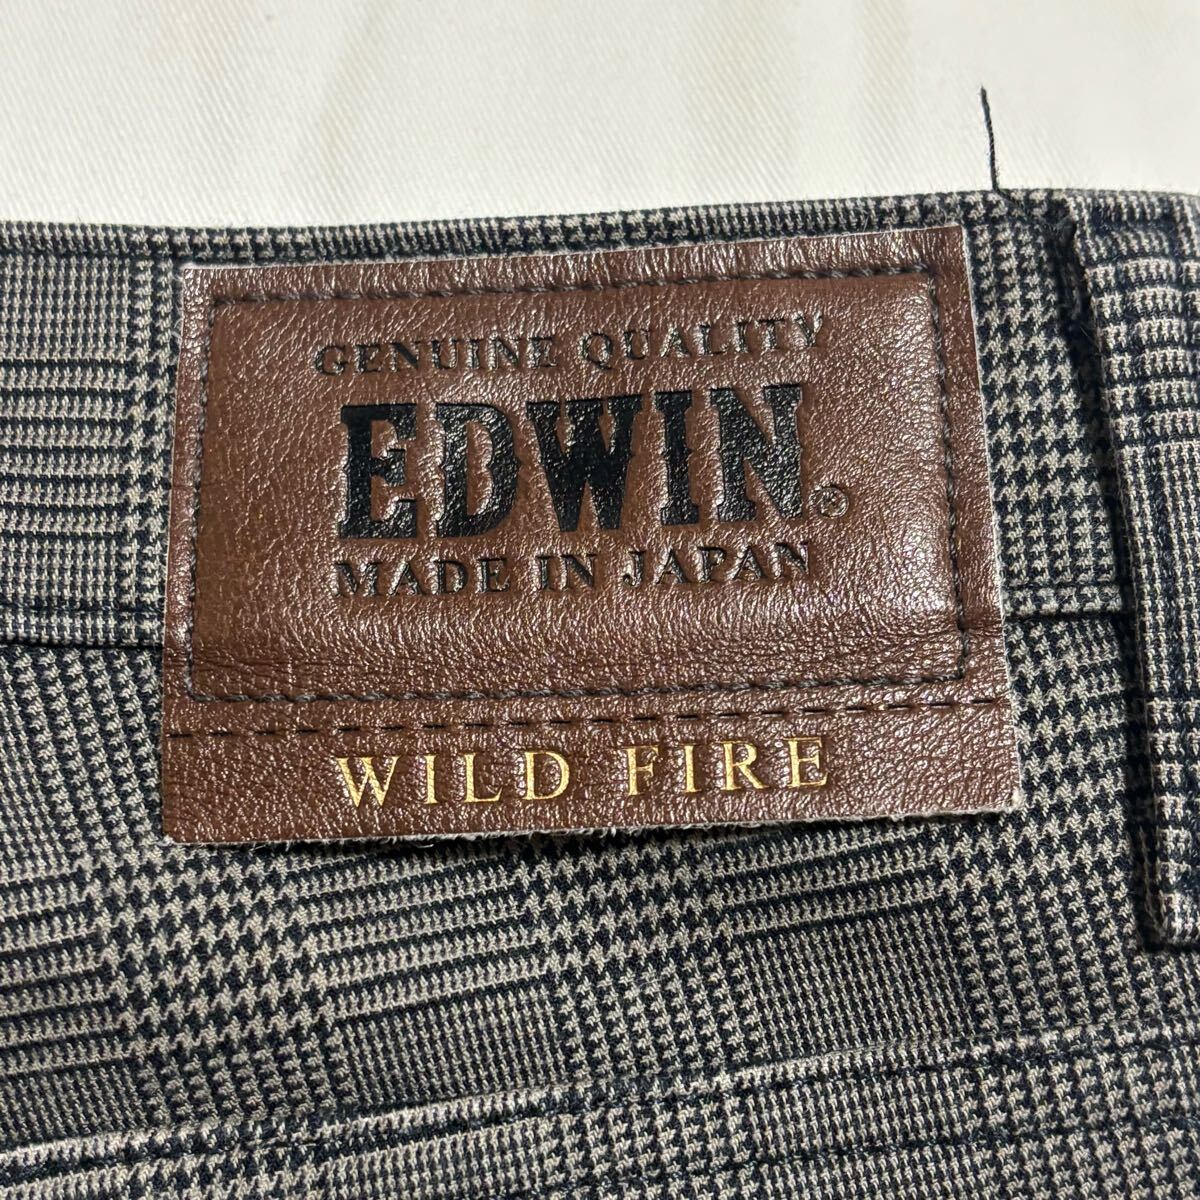 GENUINE QUALITY
EDWIN®
MADE IN JAPAN
WILD FIRE